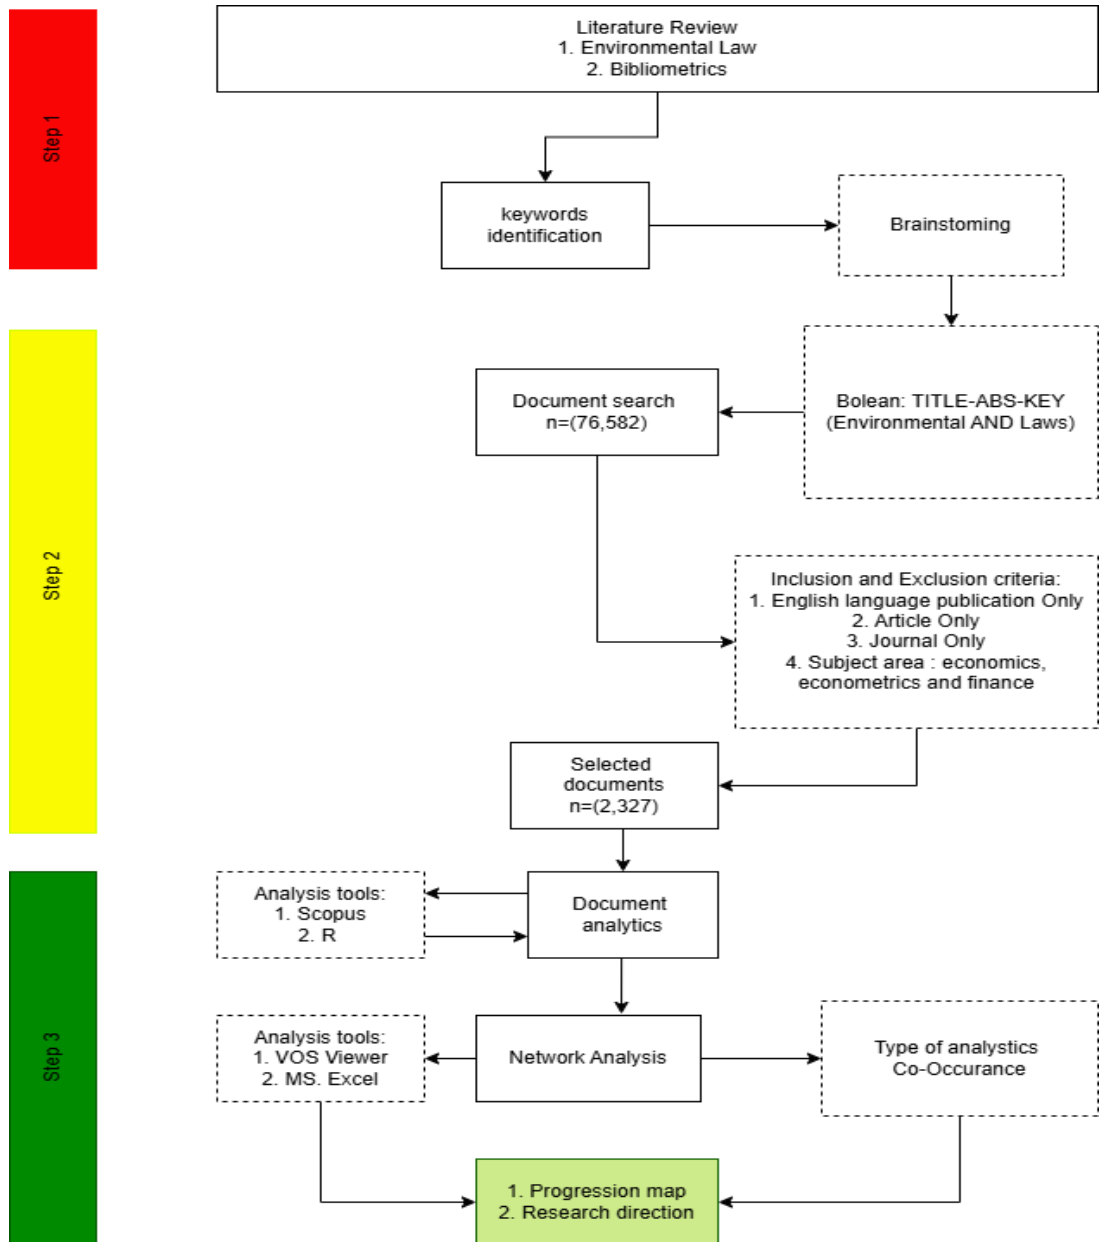 Step 1
Literature Review
1. Environmental Law
2. Bibliometrics
keywords
identification
Brainstoming
Step 2
Document search
n=(76,582)
Bolean: TITLE-ABS-KEY
(Environmental AND Laws)
Inclusion and Exclusion criteria:
1. English language publication Only
2. Article Only
3. Journal Only
4. Subject area : economics,
econometrics and finance
Selected
documents
n=(2,327)
Step 3
Analysis tools:
1. Scopus
2. R
Document
analytics
Analysis tools:
1. VOS Viewer
2. MS. Excel
Network Analysis
Type of analystics
Co-Occurance
1. Progression map
2. Research direction